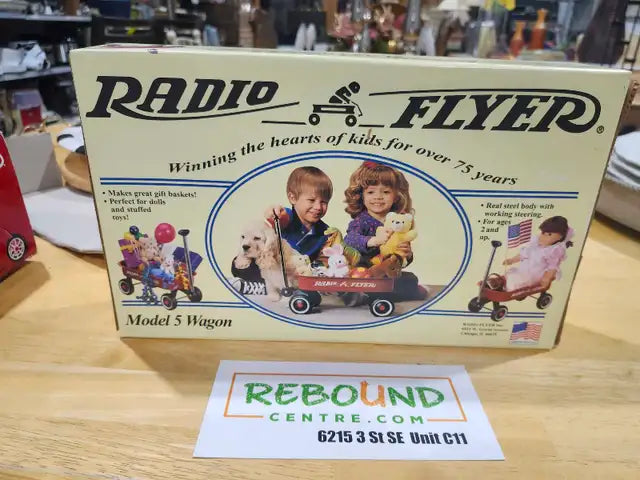 RADIO FLYER®
Winning the hearts of kids for over 75 years
• Makes great gift baskets!
• Perfect for dolls
and stuffed
toys!
• Real steel body with
working steering.
• For ages
2 and
up.
RADIO FLYER
Model 5 Wagon
REBOUND
CENTRE.COM
6215 3 St SE Unit C11